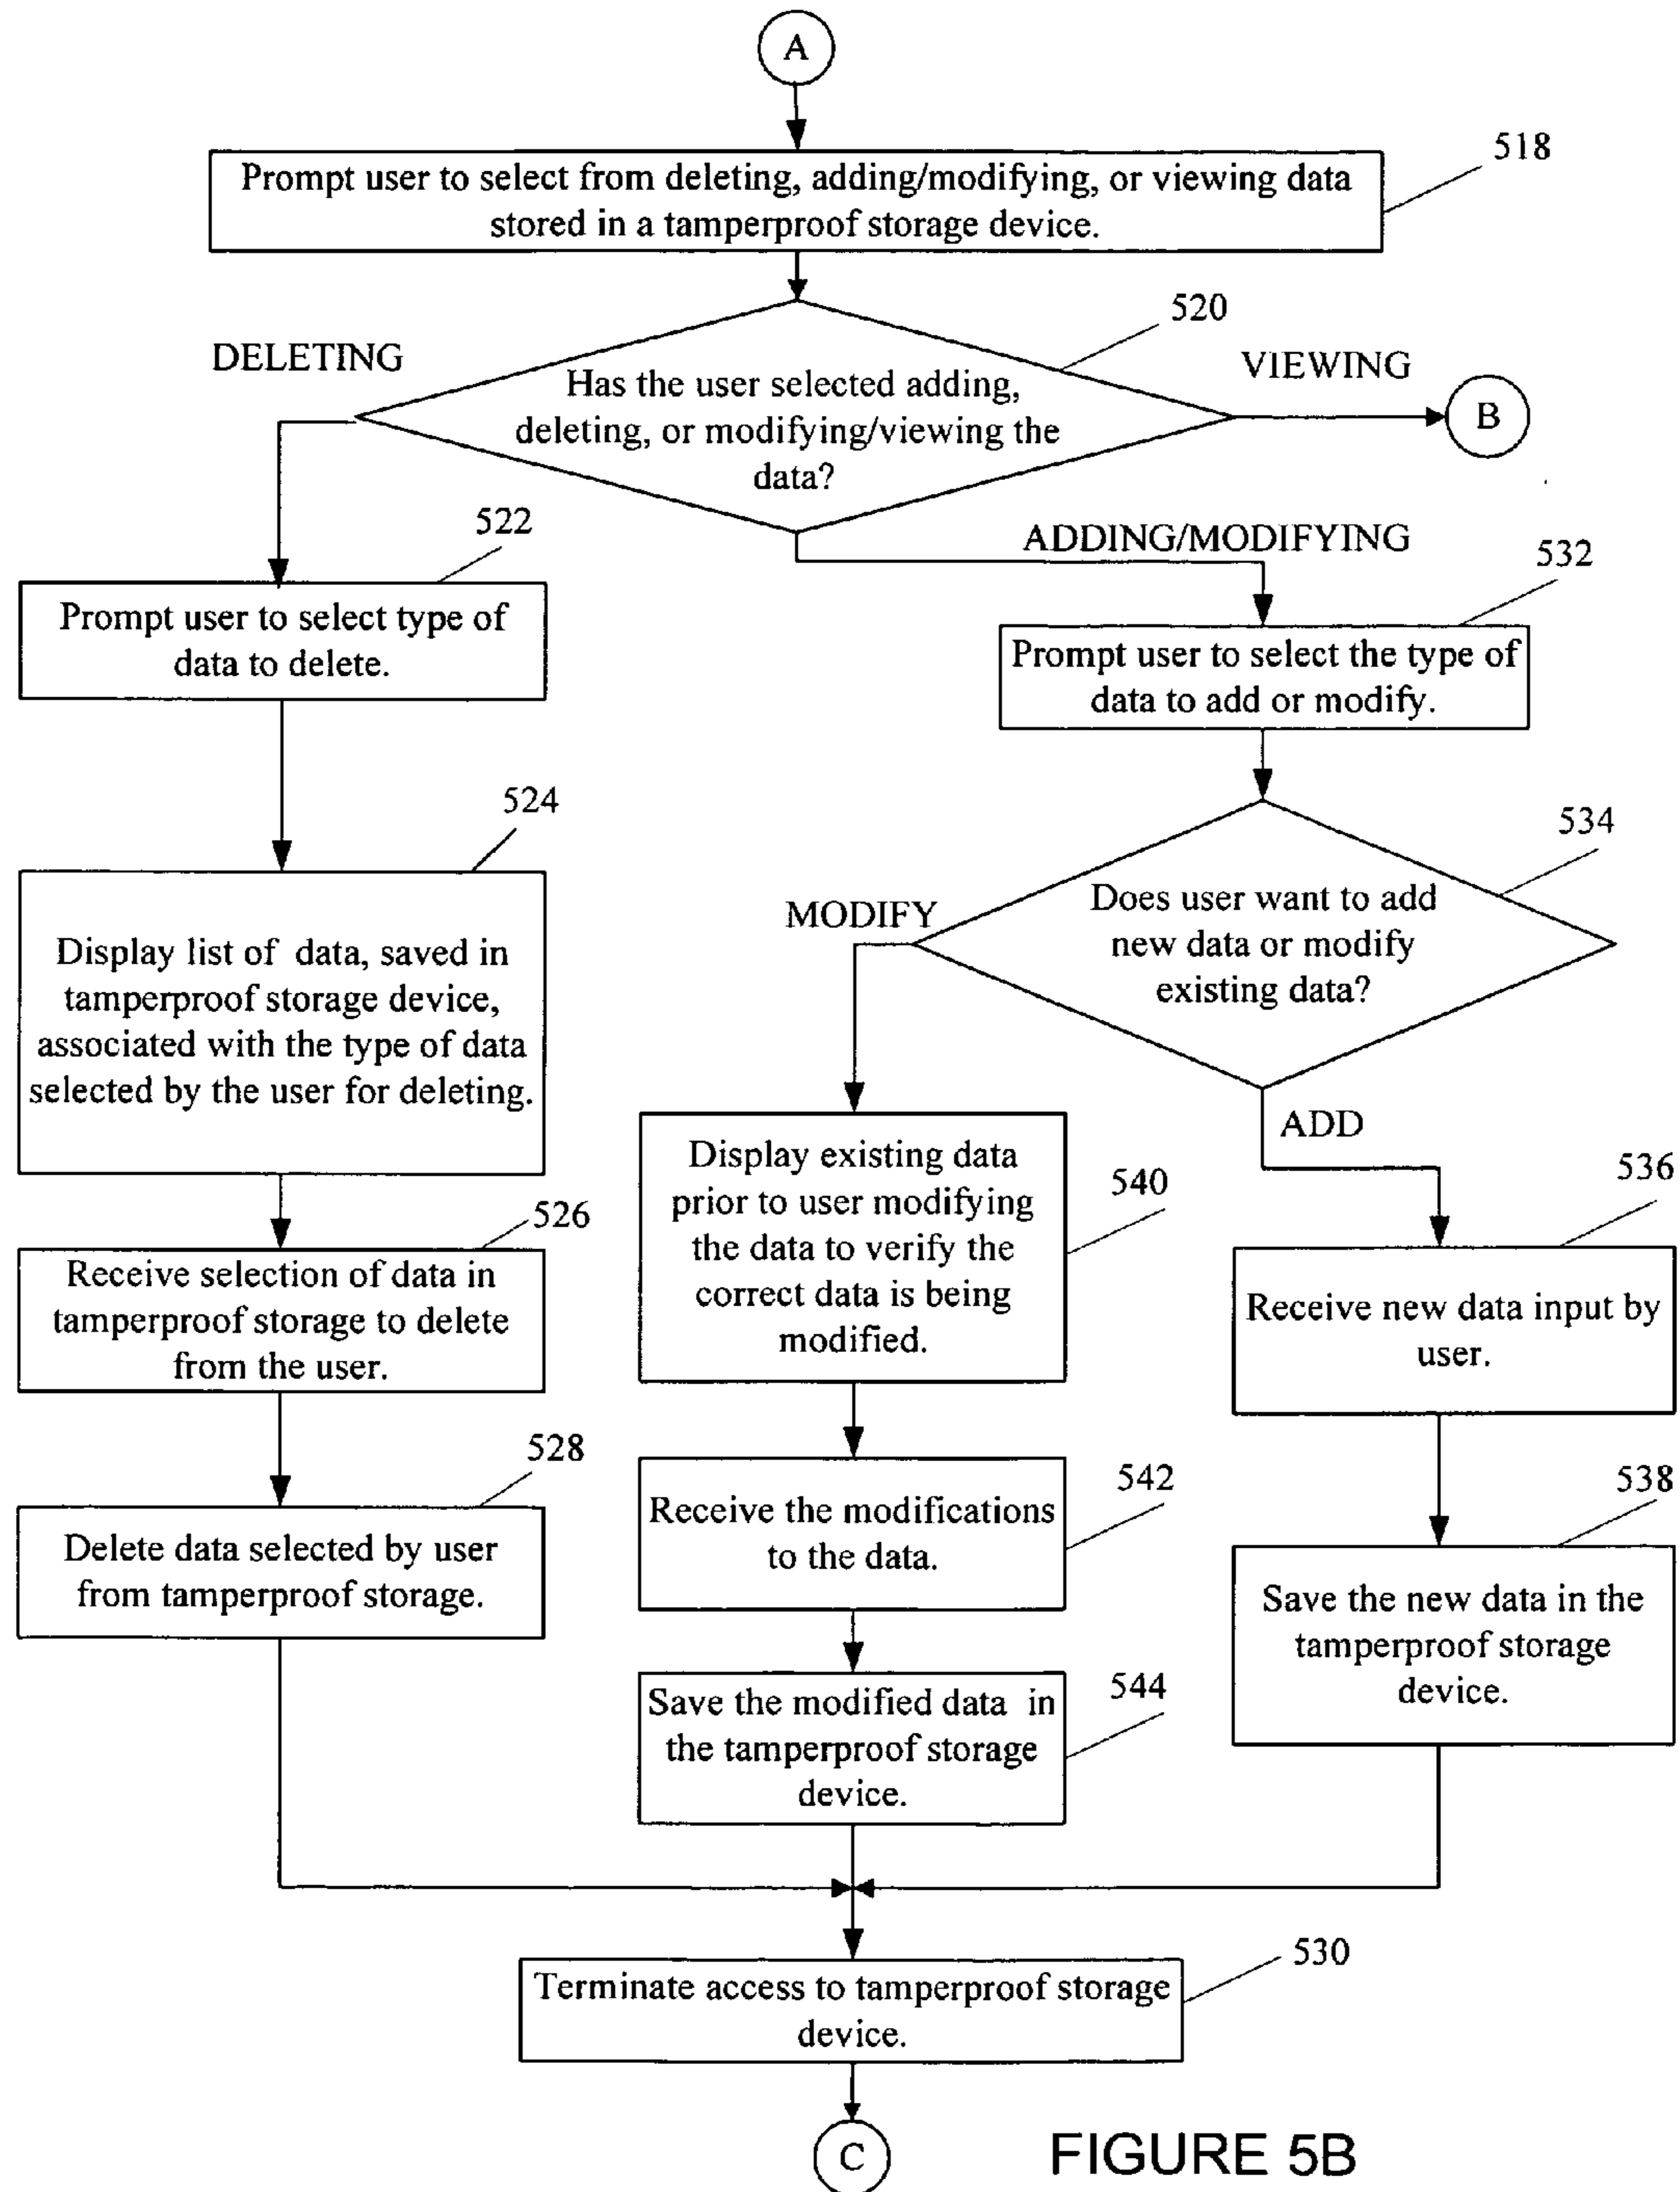 A
518
Prompt user to select from deleting, adding/modifying, or viewing data
stored in a tamperproof storage device.
520
DELETING
VIEWING
Has the user selected adding,
deleting, or modifying/viewing the
data?
B
522
ADDING/MODIFYING
532
Prompt user to select type of
data to delete.
Prompt user to select the type of
data to add or modify.
524
534
Display list of data, saved in
tamperproof storage device,
associated with the type of data
selected by the user for deleting.
MODIFY
Does user want to add
new data or modify
existing data?
ADD
526
Receive selection of data in
tamperproof storage to delete
from the user.
540
Display existing data
prior to user modifying
the data to verify the
correct data is being
modified.
536
Receive new data input by
user.
528
Delete data selected by user
from tamperproof storage.
542
Receive the modifications
to the data.
538
Save the new data in the
tamperproof storage
device.
544
Save the modified data in
the tamperproof storage
device.
530
Terminate access to tamperproof storage
device.
C
FIGURE 5B